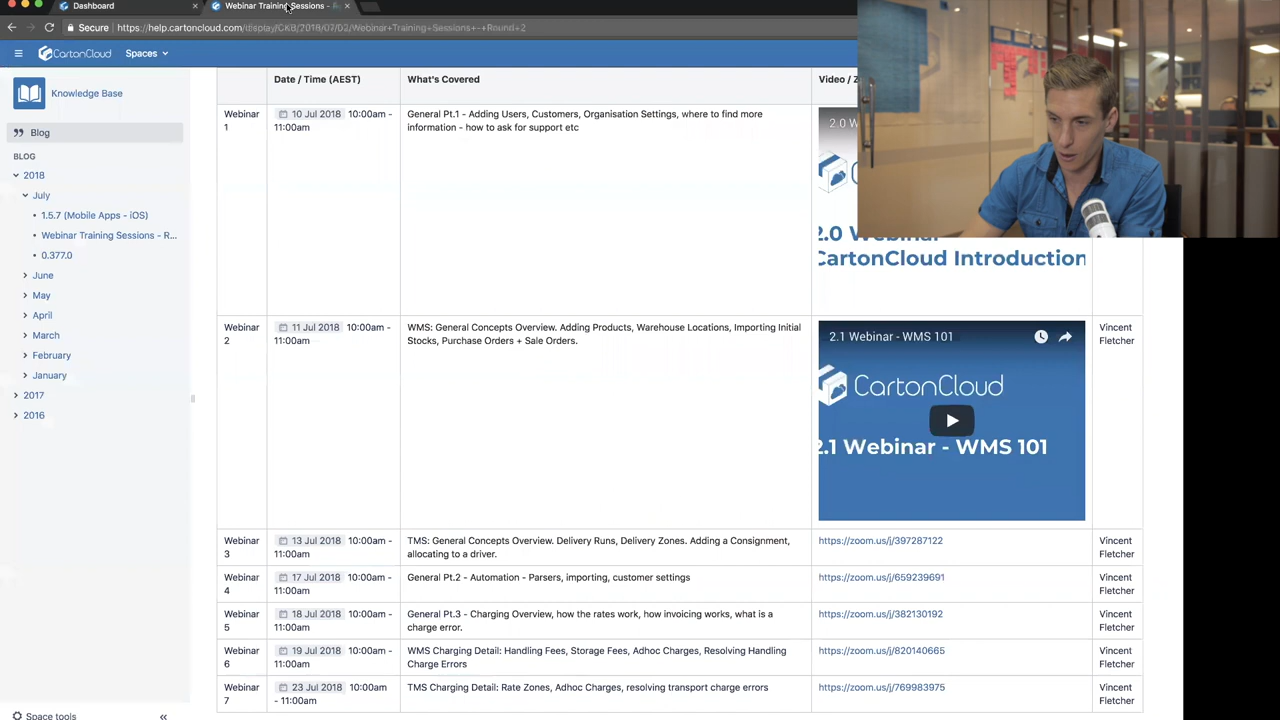 Dashboard
Webinar Training Sessions - R
Secure
https://help.cartoncloud.com/display/CKB/2018/07/02/Webinar+Training+Sessions+-+Round+2
CartonCloud
Spaces
Knowledge Base
Blog
BLOG
2018
July
1.5.7 (Mobile Apps - iOS)
Webinar Training Sessions - R...
0.377.0
June
May
April
March
February
January
2017
2016
Space tools
Date / Time (AEST)
What's Covered
Video / Z
Webinar
1
10 Jul 2018 10:00am -
11:00am
General Pt.1 - Adding Users, Customers, Organisation Settings, where to find more
information - how to ask for support etc
2.0 W
2.0 Webinar
CartonCloud Introduction
Webinar
2
11 Jul 2018 10:00am -
11:00am
WMS: General Concepts Overview. Adding Products, Warehouse Locations, Importing Initial
Stocks, Purchase Orders + Sale Orders.
2.1 Webinar - WMS 101
CartonCloud
2.1 Webinar - WMS 101
Vincent
Fletcher
Webinar
3
13 Jul 2018 10:00am -
11:00am
TMS: General Concepts Overview. Delivery Runs, Delivery Zones. Adding a Consignment,
allocating to a driver.
https://zoom.us/j/397287122
Vincent
Fletcher
Webinar
4
17 Jul 2018 10:00am -
11:00am
General Pt.2 - Automation - Parsers, importing, customer settings
https://zoom.us/j/659239691
Vincent
Fletcher
Webinar
5
18 Jul 2018 10:00am -
11:00am
General Pt.3 - Charging Overview, how the rates work, how invoicing works, what is a
charge error.
https://zoom.us/j/382130192
Vincent
Fletcher
Webinar
6
19 Jul 2018 10:00am -
11:00am
WMS Charging Detail: Handling Fees, Storage Fees, Adhoc Charges, Resolving Handling
Charge Errors
https://zoom.us/j/820140665
Vincent
Fletcher
Webinar
7
23 Jul 2018 10:00am
- 11:00am
TMS Charging Detail: Rate Zones, Adhoc Charges, resolving transport charge errors
https://zoom.us/j/769983975
Vincent
Fletcher